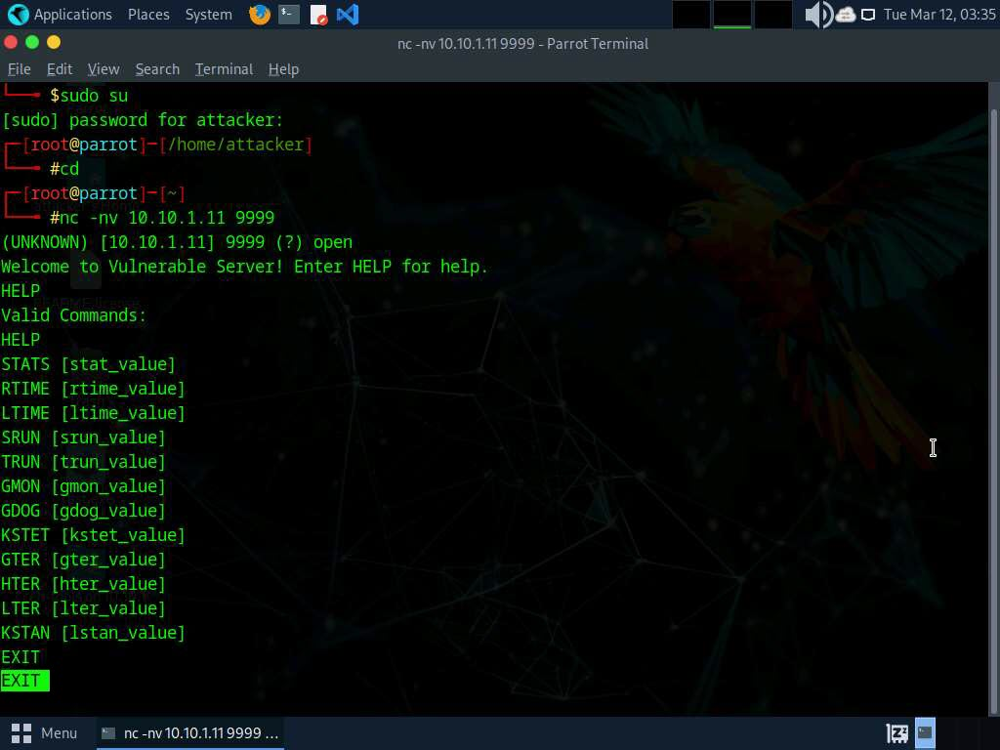 Applications Places System Tue Mar 12, 03:35
nc -nv 10.10.1.11 9999 - Parrot Terminal
File Edit View Search Terminal Help
$sudo su
[sudo] password for attacker:
[root@parrot]─[/home/attacker]
#cd
[root@parrot]─[~]
#nc -nv 10.10.1.11 9999
(UNKNOWN) [10.10.1.11] 9999 (?) open
Welcome to Vulnerable Server! Enter HELP for help.
HELP
Valid Commands:
HELP
STATS [stat_value]
RTIME [rtime_value]
LTIME [ltime_value]
SRUN [srun_value]
TRUN [trun_value]
GMON [gmon_value]
GDOG [gdog_value]
KSTET [kstet_value]
GTER [gter_value]
HTER [hter_value]
LTER [lter_value]
KSTAN [lstan_value]
EXIT
EXIT
Menu nc -nv 10.10.1.11 9999 …